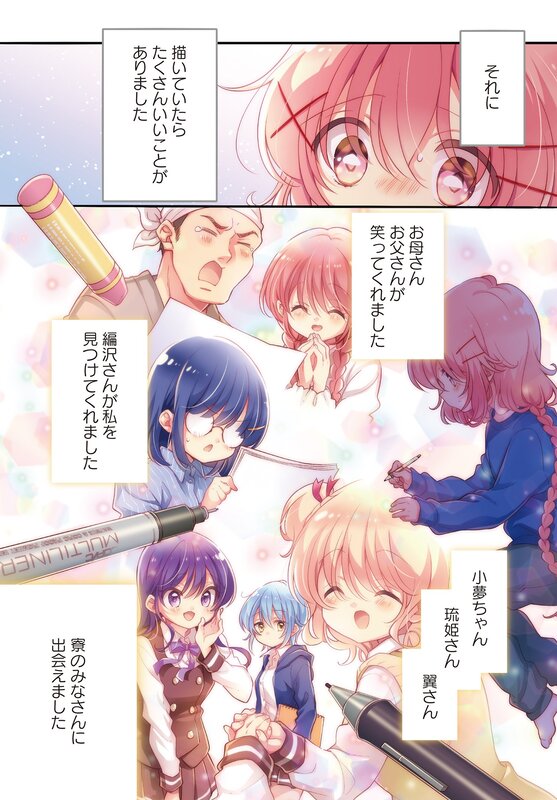 それに
描いていたら
たくさんいいことが
ありました
お母さん
お父さんが
笑ってくれました
編沢さんが私を
見つけてくれました
小夢ちゃん
琉姫さん
翼さん
寮のみなさんに
出会えました
MULTILINER